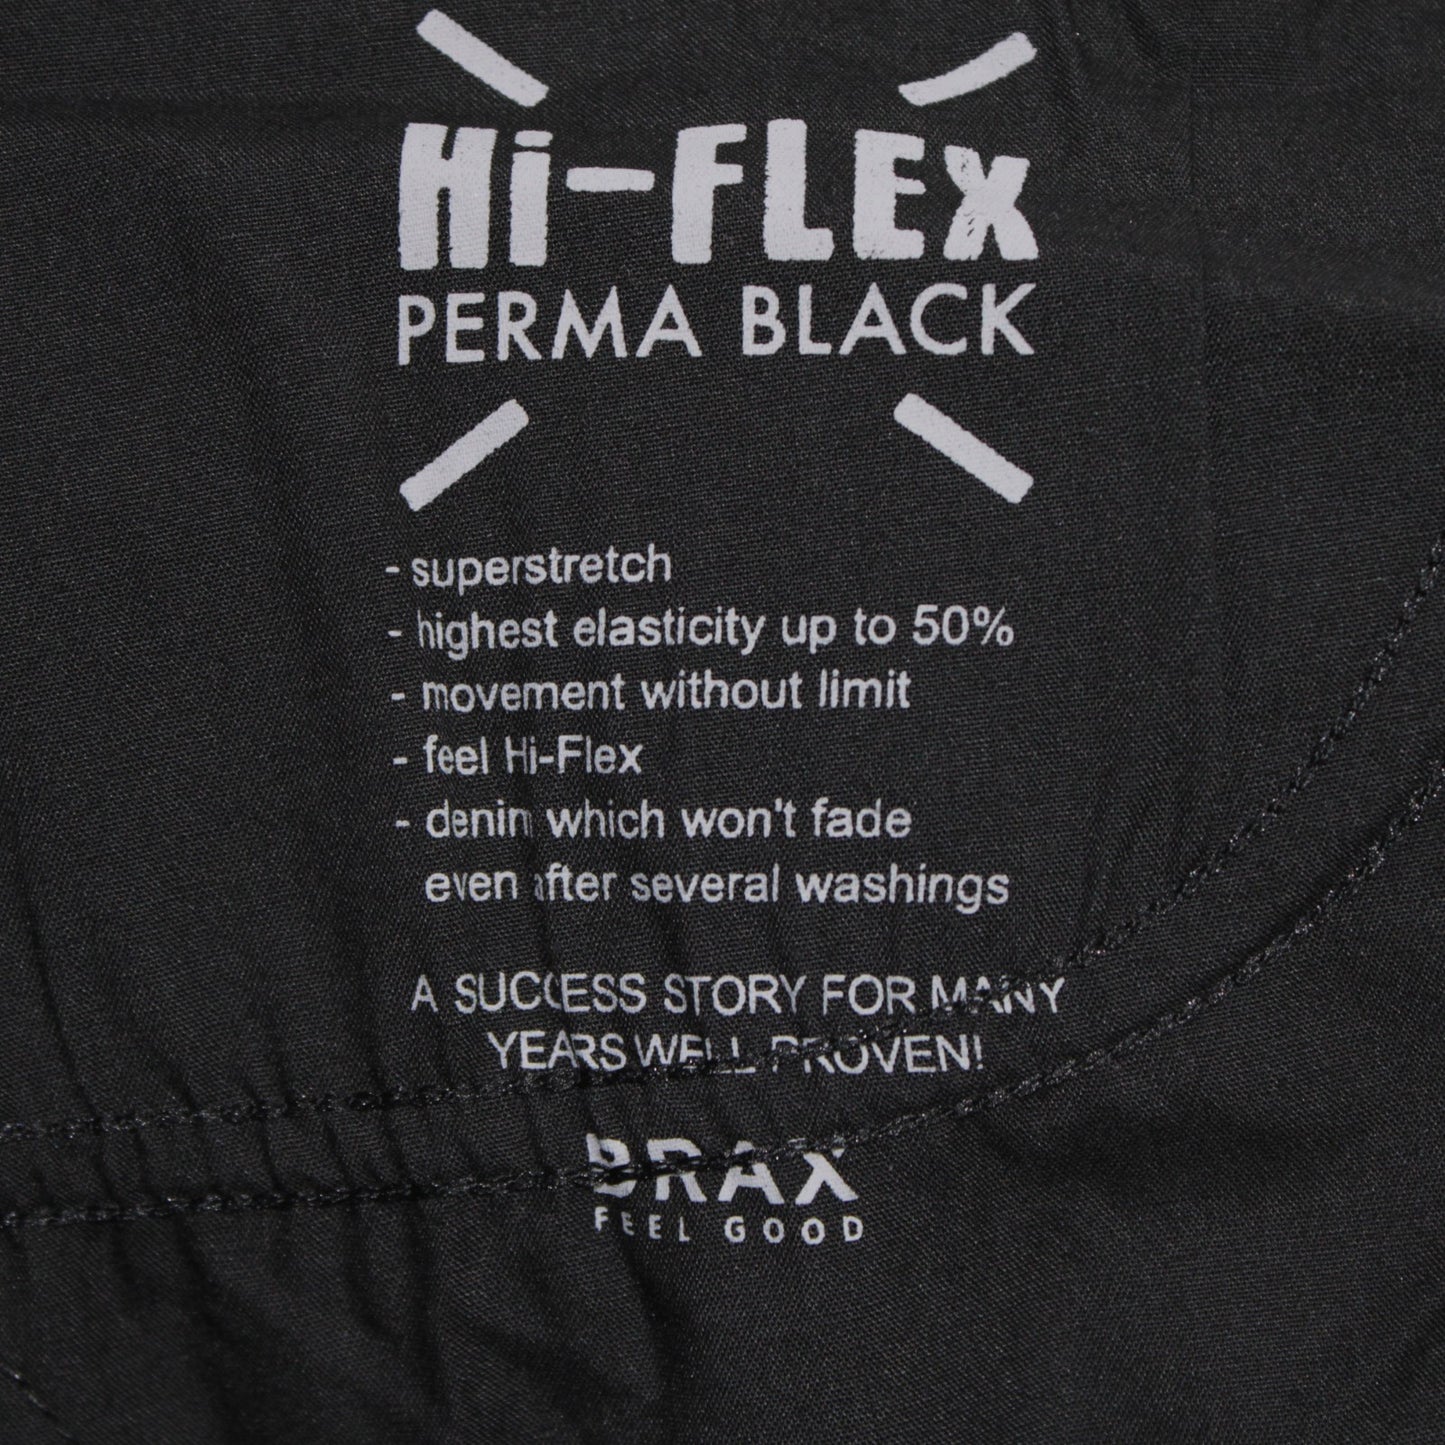 Hi-FLEX
PERMA BLACK
- superstretch
- highest elasticity up to 50%
- movement without limit
- feel Hi-Flex
- denim which won't fade
even after several washings
A SUCCESS STORY FOR MANY
YEARS WELL PROVEN!
BRAX
FEEL GOOD